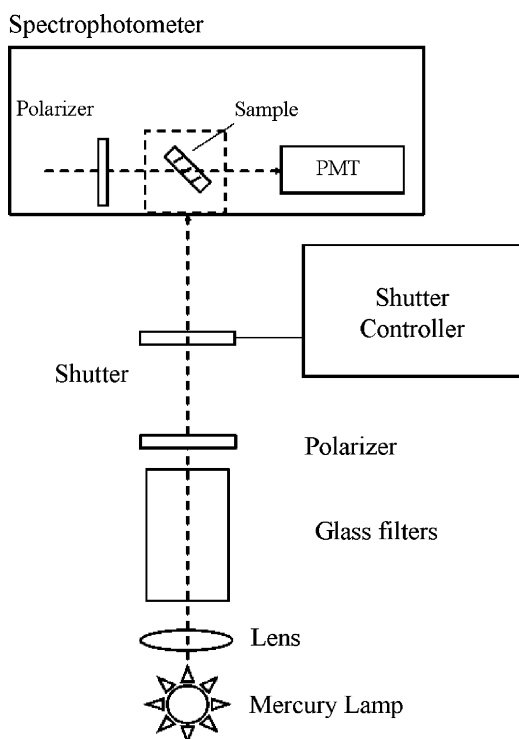 Spectrophotometer
Polarizer
Sample
PMT
Shutter
Controller
Shutter
Polarizer
Glass filters
Lens
Mercury Lamp